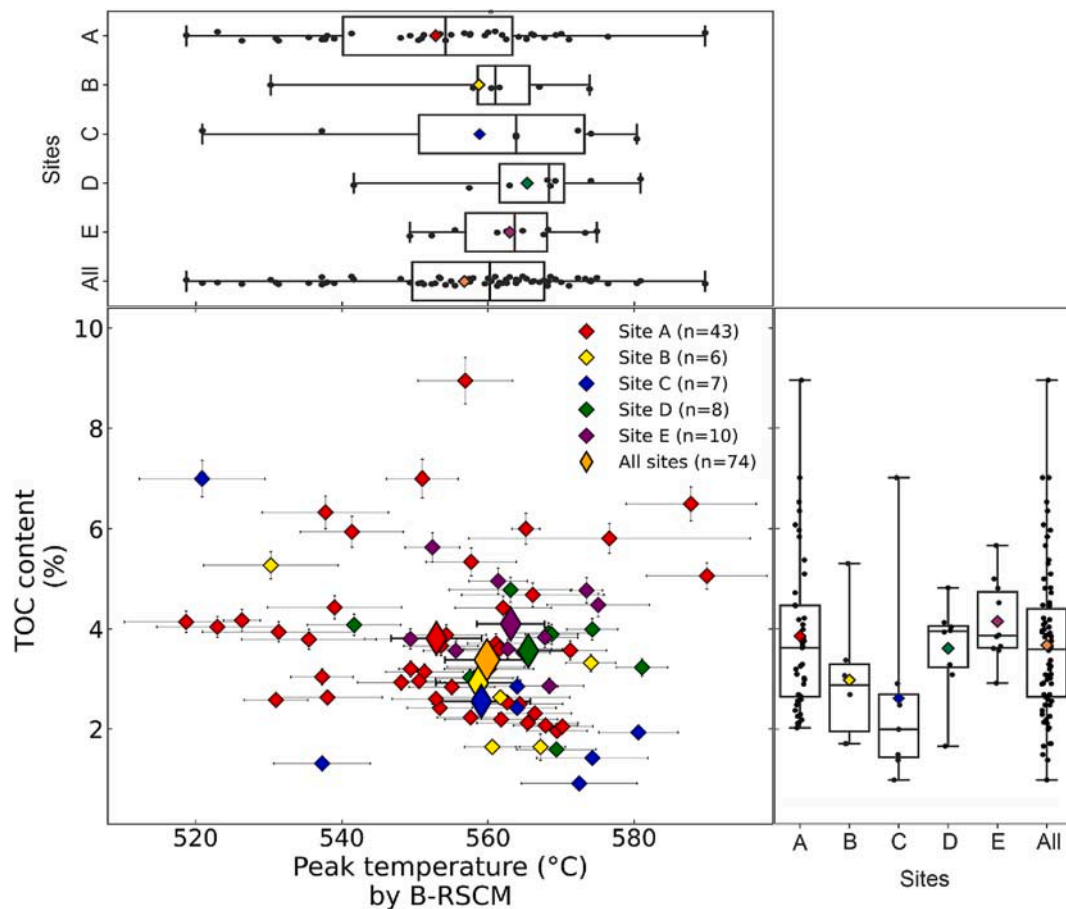 A
B
C
D
E
All
Sites
10
8
6
4
2
TOC content
(%)
Site A (n=43)
Site B (n=6)
Site C (n=7)
Site D (n=8)
Site E (n=10)
All sites (n=74)
520 540 560 580
Peak temperature (°C)
by B-RSCM
A B C D E All
Sites